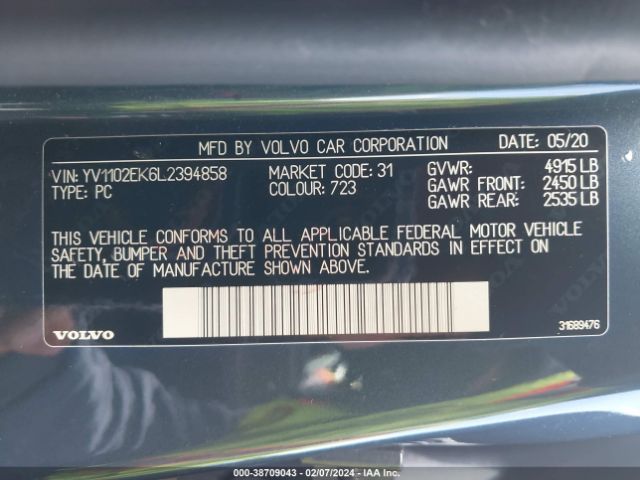 MFD BY VOLVO CAR CORPORATION DATE: 05/20
VIN: YV1102EK6L2394858 MARKET CODE: 31 GVWR: 4915 LB
TYPE: PC COLOUR: 723 GAWR FRONT: 2450 LB
GAWR REAR: 2535 LB
THIS VEHICLE CONFORMS TO ALL APPLICABLE FEDERAL MOTOR VEHICLE
SAFETY, BUMPER AND THEFT PREVENTION STANDARDS IN EFFECT ON
THE DATE OF MANUFACTURE SHOWN ABOVE.
VOLVO 31689476
000-38709043 - 02/07/2024 - IAA Inc.